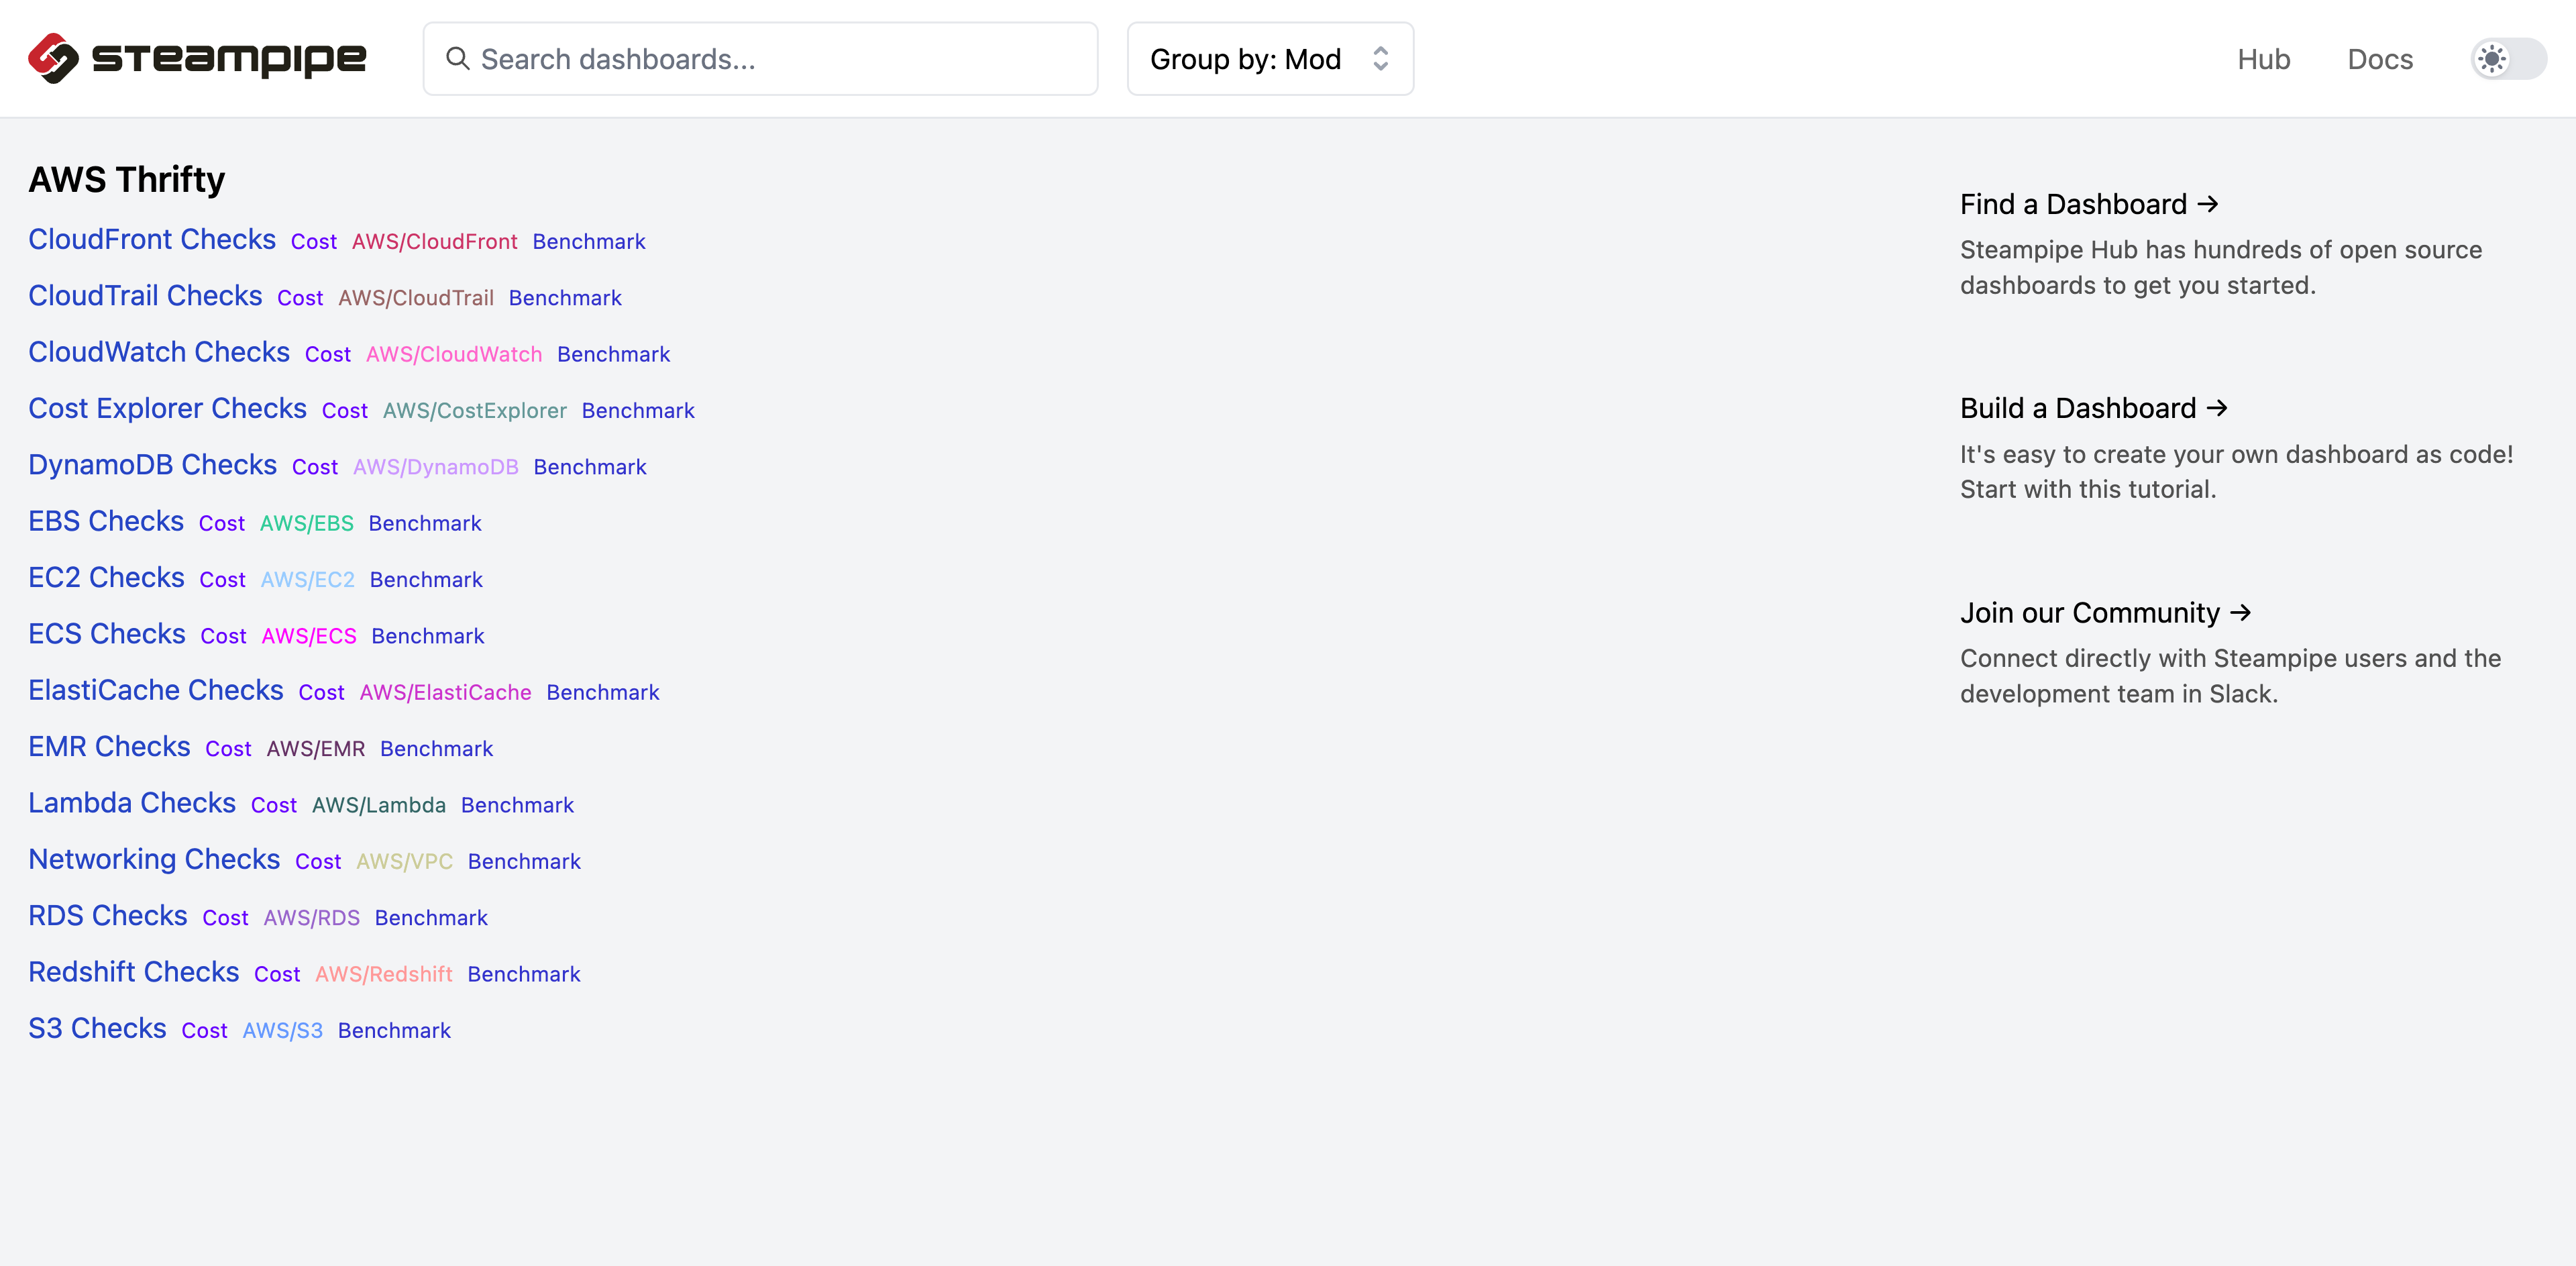 steampipe
Search dashboards...
Group by: Mod
Hub
Docs
AWS Thrifty
CloudFront Checks Cost AWS/CloudFront Benchmark
CloudTrail Checks Cost AWS/CloudTrail Benchmark
CloudWatch Checks Cost AWS/CloudWatch Benchmark
Cost Explorer Checks Cost AWS/CostExplorer Benchmark
DynamoDB Checks Cost AWS/DynamoDB Benchmark
EBS Checks Cost AWS/EBS Benchmark
EC2 Checks Cost AWS/EC2 Benchmark
ECS Checks Cost AWS/ECS Benchmark
ElastiCache Checks Cost AWS/ElastiCache Benchmark
EMR Checks Cost AWS/EMR Benchmark
Lambda Checks Cost AWS/Lambda Benchmark
Networking Checks Cost AWS/VPC Benchmark
RDS Checks Cost AWS/RDS Benchmark
Redshift Checks Cost AWS/Redshift Benchmark
S3 Checks Cost AWS/S3 Benchmark
Find a Dashboard →
Steampipe Hub has hundreds of open source
dashboards to get you started.
Build a Dashboard →
It's easy to create your own dashboard as code!
Start with this tutorial.
Join our Community →
Connect directly with Steampipe users and the
development team in Slack.